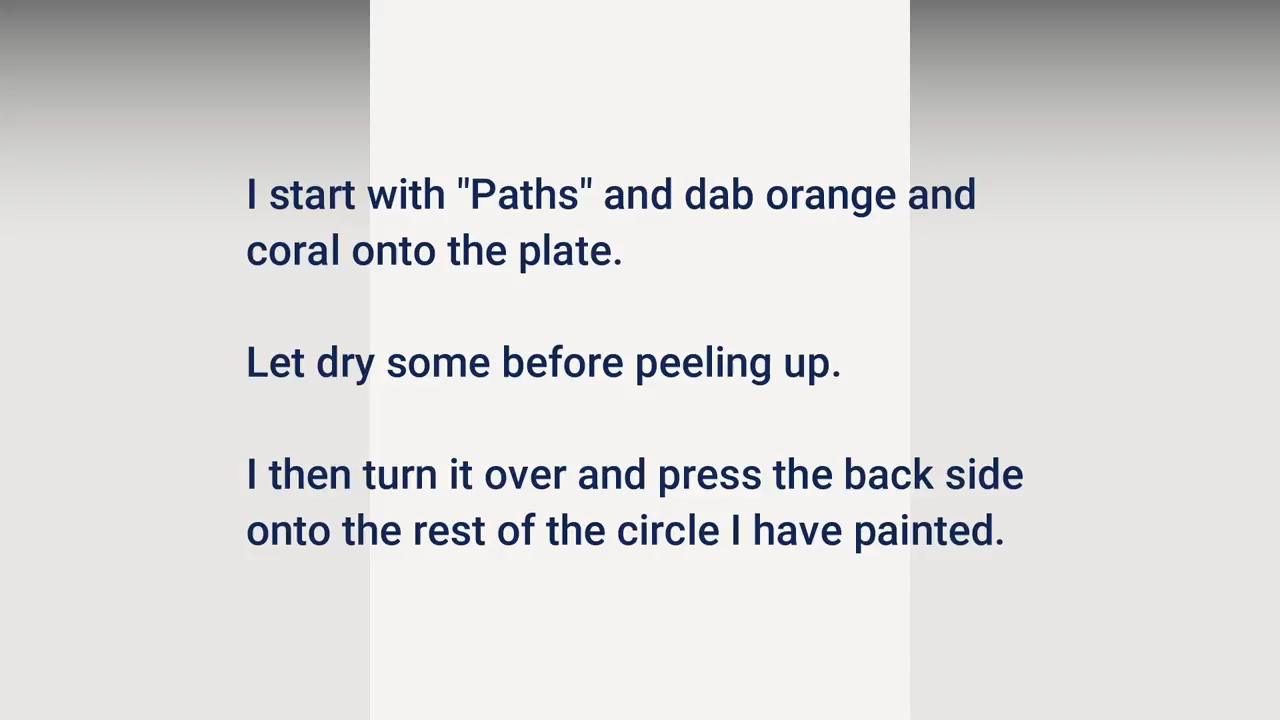 I start with "Paths" and dab orange and
coral onto the plate.
Let dry some before peeling up.
I then turn it over and press the back side
onto the rest of the circle I have painted.